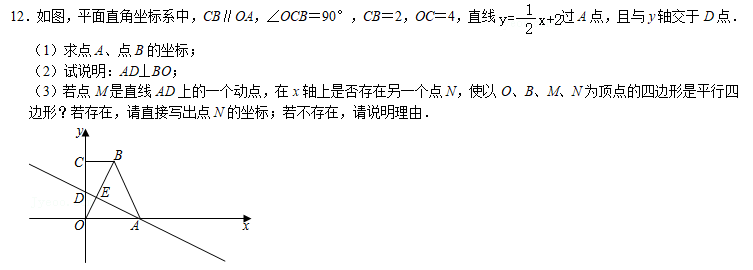 12．如图，平面直角坐标系中，CB∥OA，∠OCB＝90°，CB＝2，OC＝4，直线y=-1/2x+2过A点，且与y轴交于D点．
（1）求点A、点B的坐标；
（2）试说明：AD⊥BO；
（3）若点M是直线AD上的一个动点，在x轴上是否存在另一个点N，使以O、B、M、N为顶点的四边形是平行四
边形？若存在，请直接写出点N的坐标；若不存在，请说明理由．
y
C B
D E
O A x